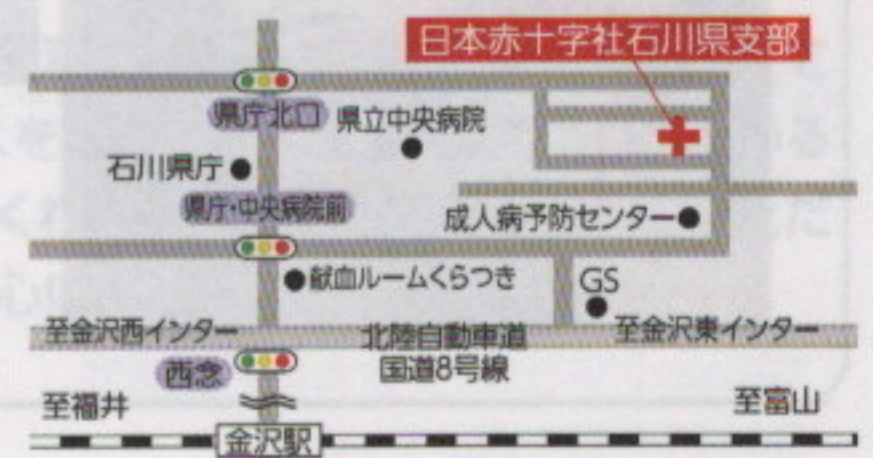 日本赤十字社石川県支部
県庁北口
県立中央病院
石川県庁
県庁・中央病院前
成人病予防センター
献血ルームくらつき
GS
至金沢西インター
北陸自動車道
国道8号線
至金沢東インター
西念
至福井
至富山
金沢駅